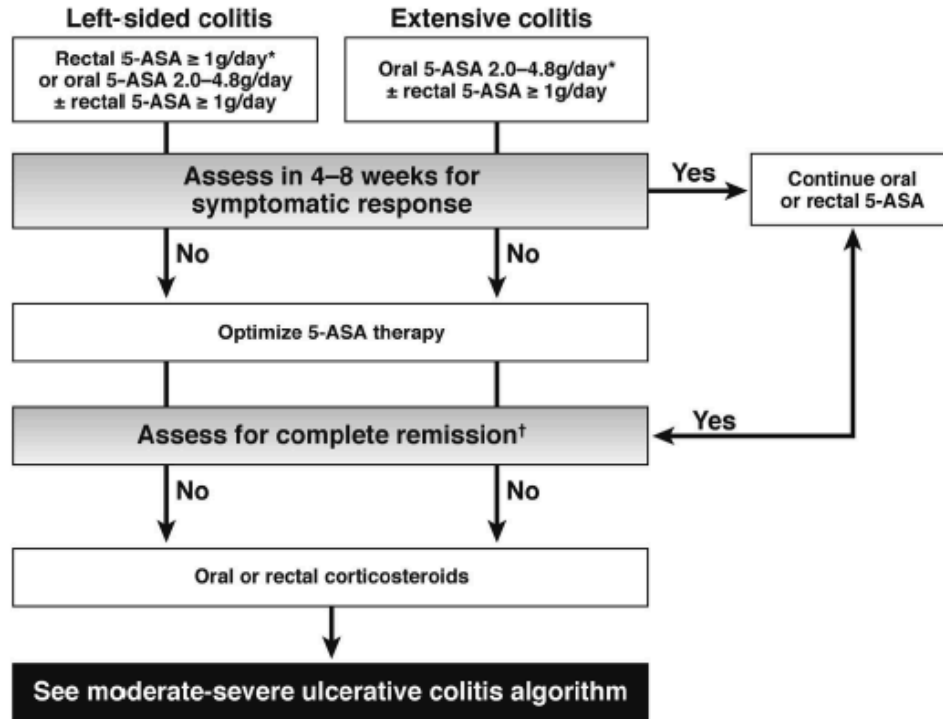 Left-sided colitis
Extensive colitis
Rectal 5-ASA ≥ 1g/day*
or oral 5-ASA 2.0–4.8g/day
± rectal 5-ASA ≥ 1g/day
Oral 5-ASA 2.0–4.8g/day*
± rectal 5-ASA ≥ 1g/day
Assess in 4–8 weeks for
symptomatic response
Yes
Continue oral
or rectal 5-ASA
No
No
Optimize 5-ASA therapy
Assess for complete remission†
Yes
No
No
Oral or rectal corticosteroids
See moderate-severe ulcerative colitis algorithm